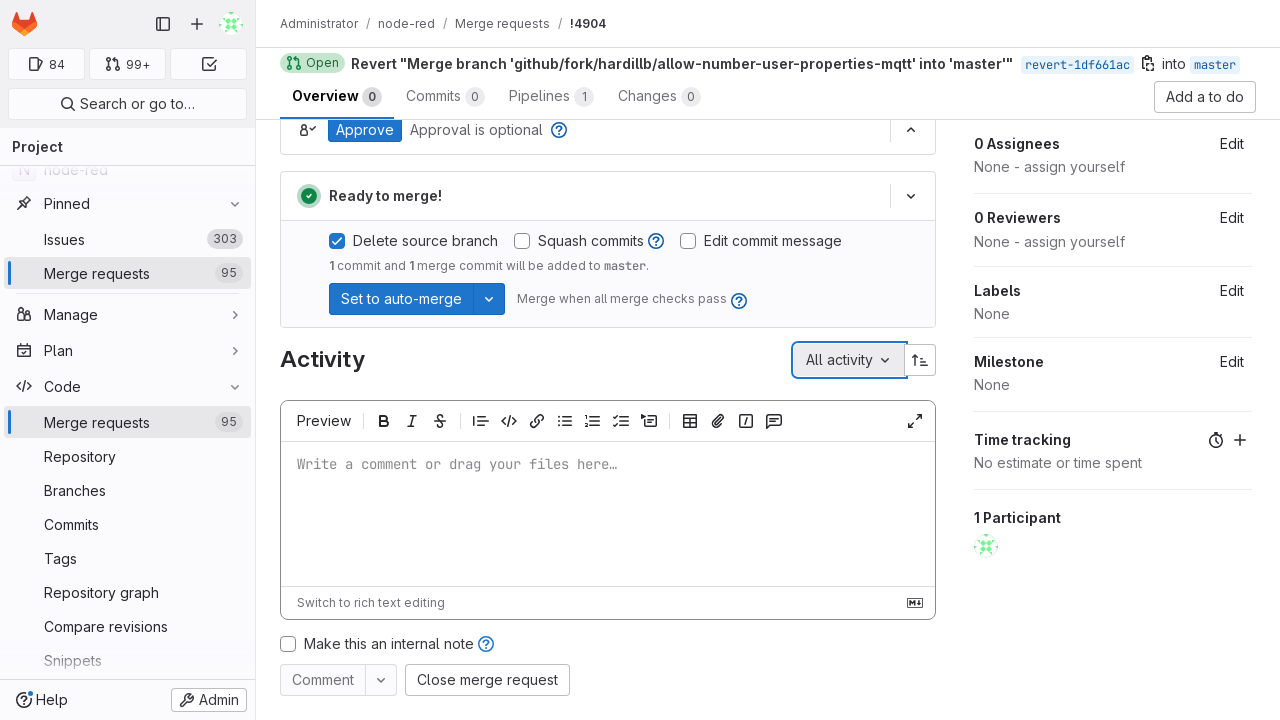 84
99+
Search or go to…
Project
N node-red
Pinned
Issues 303
Merge requests 95
Manage
Plan
Code
Merge requests 95
Repository
Branches
Commits
Tags
Repository graph
Compare revisions
Snippets
Help
Admin
Administrator / node-red / Merge requests / !4904
Open Revert "Merge branch 'github/fork/hardillb/allow-number-user-properties-mqtt' into 'master'" revert-1df661ac into master
Overview 0 Commits 0 Pipelines 1 Changes 0 Add a to do
Approve Approval is optional
Ready to merge!
Delete source branch Squash commits Edit commit message
1 commit and 1 merge commit will be added to master.
Set to auto-merge Merge when all merge checks pass
Activity All activity
Preview
Write a comment or drag your files here…
Switch to rich text editing
Make this an internal note
Comment Close merge request
0 Assignees Edit
None - assign yourself
0 Reviewers Edit
None - assign yourself
Labels Edit
None
Milestone Edit
None
Time tracking
No estimate or time spent
1 Participant